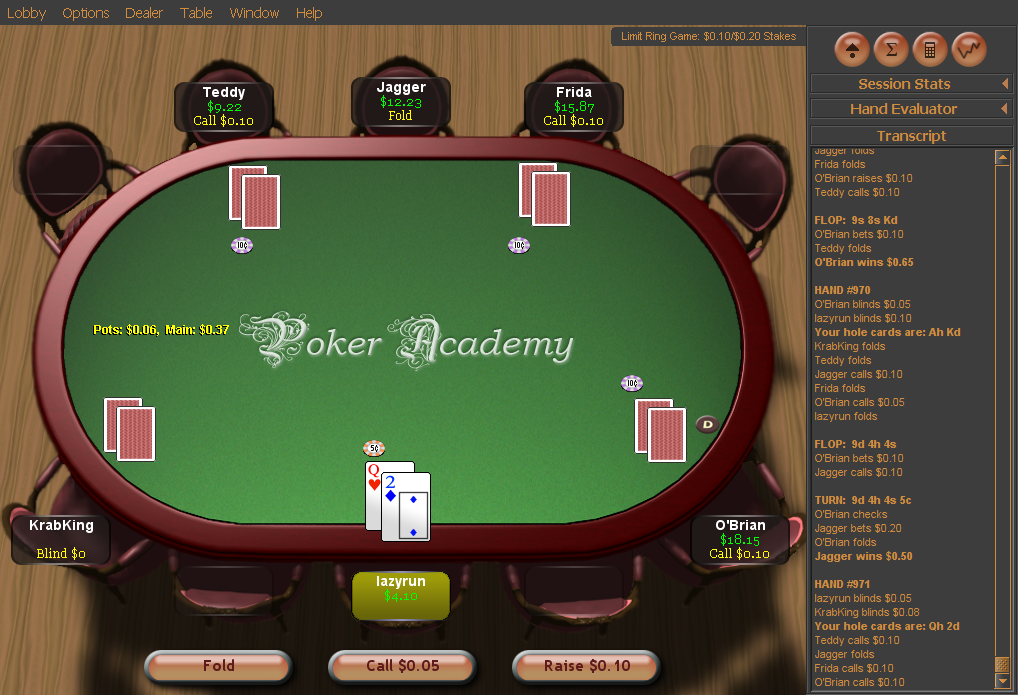 Lobby Options Dealer Table Window Help
Limit Ring Game: $0.10/$0.20 Stakes
Teddy
$9.22
Call $0.10
Jagger
$12.23
Fold
Frida
$15.87
Call $0.10
10¢
10¢
Pots: $0.06, Main: $0.37
Poker Academy
10¢
D
5¢
Q
2
KrabKing
Blind $0
lazyrun
$4.10
O'Brian
$18.15
Call $0.10
Fold
Call $0.05
Raise $0.10
Σ
Session Stats
Hand Evaluator
Transcript
Jagger folds
Frida folds
O'Brian raises $0.10
Teddy calls $0.10
FLOP: 9s 8s Kd
O'Brian bets $0.10
Teddy folds
O'Brian wins $0.65
HAND #970
O'Brian blinds $0.05
lazyrun blinds $0.10
Your hole cards are: Ah Kd
KrabKing folds
Teddy folds
Jagger calls $0.10
Frida folds
O'Brian calls $0.05
lazyrun folds
FLOP: 9d 4h 4s
O'Brian bets $0.10
Jagger calls $0.10
TURN: 9d 4h 4s 5c
O'Brian checks
Jagger bets $0.20
O'Brian folds
Jagger wins $0.50
HAND #971
lazyrun blinds $0.05
KrabKing blinds $0.08
Your hole cards are: Qh 2d
Teddy calls $0.10
Jagger folds
Frida calls $0.10
O'Brian calls $0.10